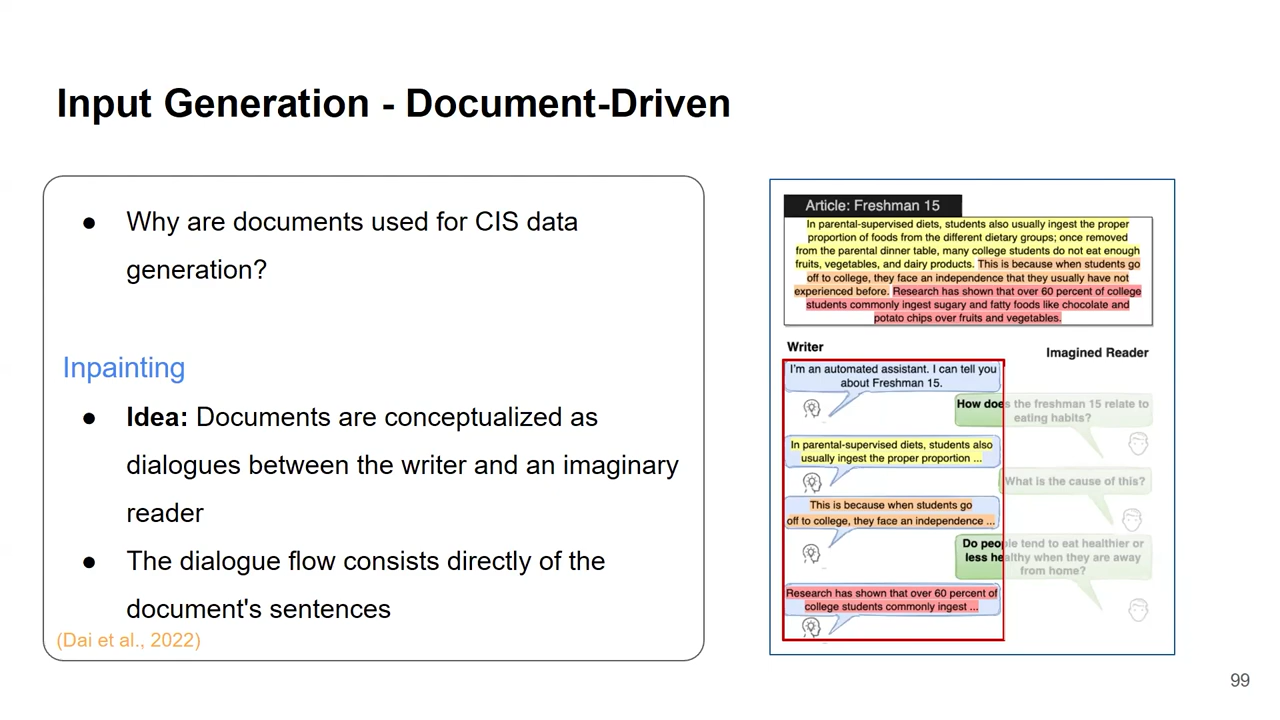 Input Generation - Document-Driven
● Why are documents used for CIS data
generation?
Inpainting
● Idea: Documents are conceptualized as
dialogues between the writer and an imaginary
reader
● The dialogue flow consists directly of the
document's sentences
(Dai et al., 2022)
Article: Freshman 15
In parental-supervised diets, students also usually ingest the proper
proportion of foods from the different dietary groups; once removed
from the parental dinner table, many college students do not eat enough
fruits, vegetables, and dairy products. This is because when students go
off to college, they face an independence that they usually have not
experienced before. Research has shown that over 60 percent of college
students commonly ingest sugary and fatty foods like chocolate and
potato chips over fruits and vegetables.
Writer
Imagined Reader
I'm an automated assistant. I can tell you
about Freshman 15.
How does the freshman 15 relate to
eating habits?
In parental-supervised diets, students also
usually ingest the proper proportion ...
What is the cause of this?
This is because when students go
off to college, they face an independence ...
Do people tend to eat healthier or
less healthy when they are away
from home?
Research has shown that over 60 percent of
college students commonly ingest ...
99